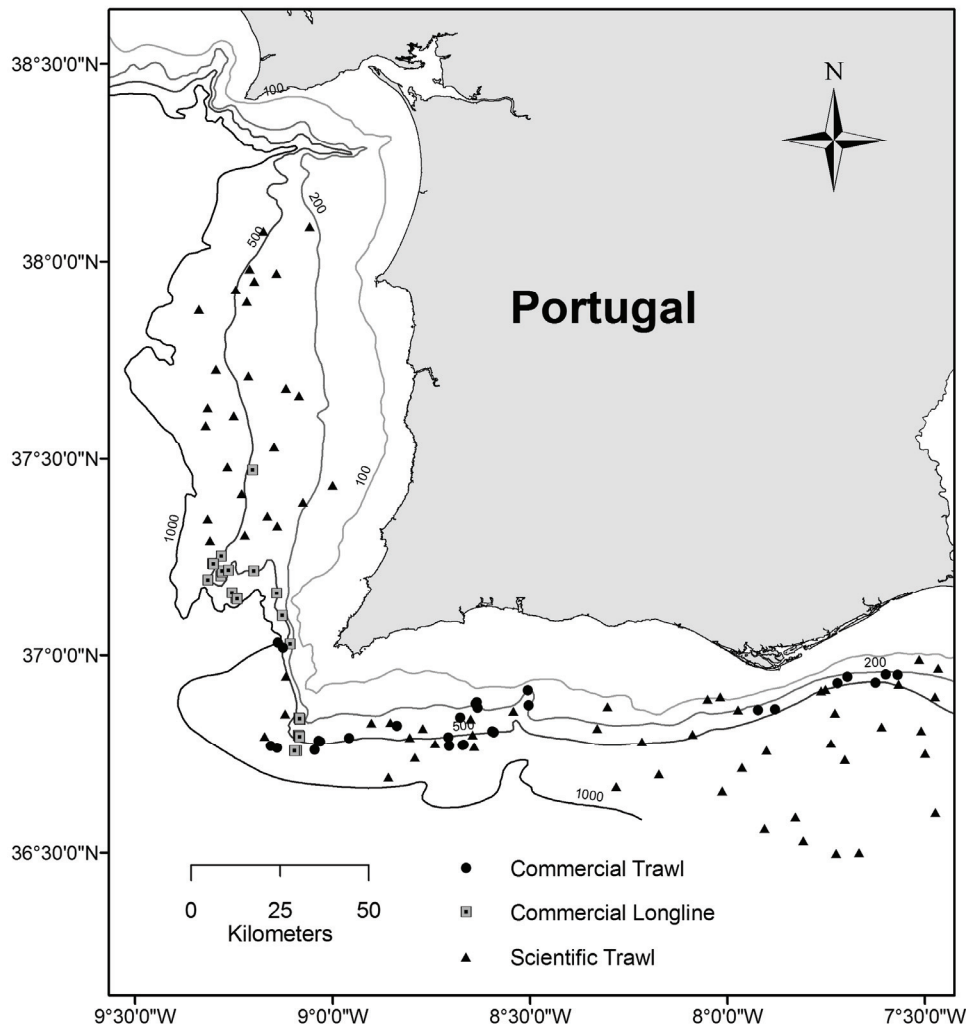 38°30'0"N
100
N
200
500
38°0'0"N
Portugal
37°30'0"N
100
1000
37°0'0"N
200
500
1000
36°30'0"N
Commercial Trawl
0 25 50
Kilometers
Commercial Longline
Scientific Trawl
9°30'0"W 9°0'0"W 8°30'0"W 8°0'0"W 7°30'0"W